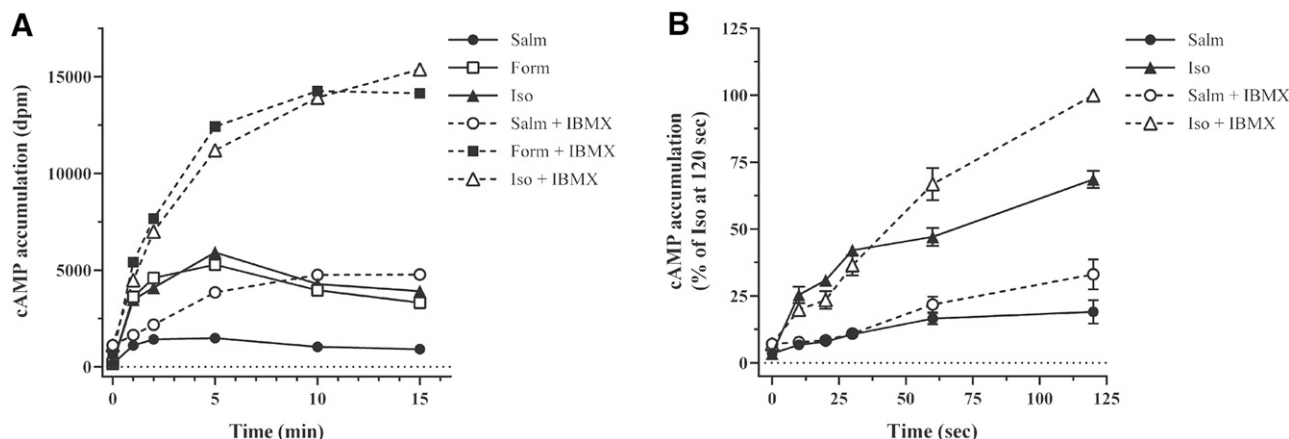 A
cAMP accumulation (dpm)
15000
10000
5000
0
0
5
10
15
Time (min)
Salm
Form
Iso
Salm + IBMX
Form + IBMX
Iso + IBMX
B
cAMP accumulation
(% of Iso at 120 sec)
125
100
75
50
25
0
0
25
50
75
100
125
Time (sec)
Salm
Iso
Salm + IBMX
Iso + IBMX